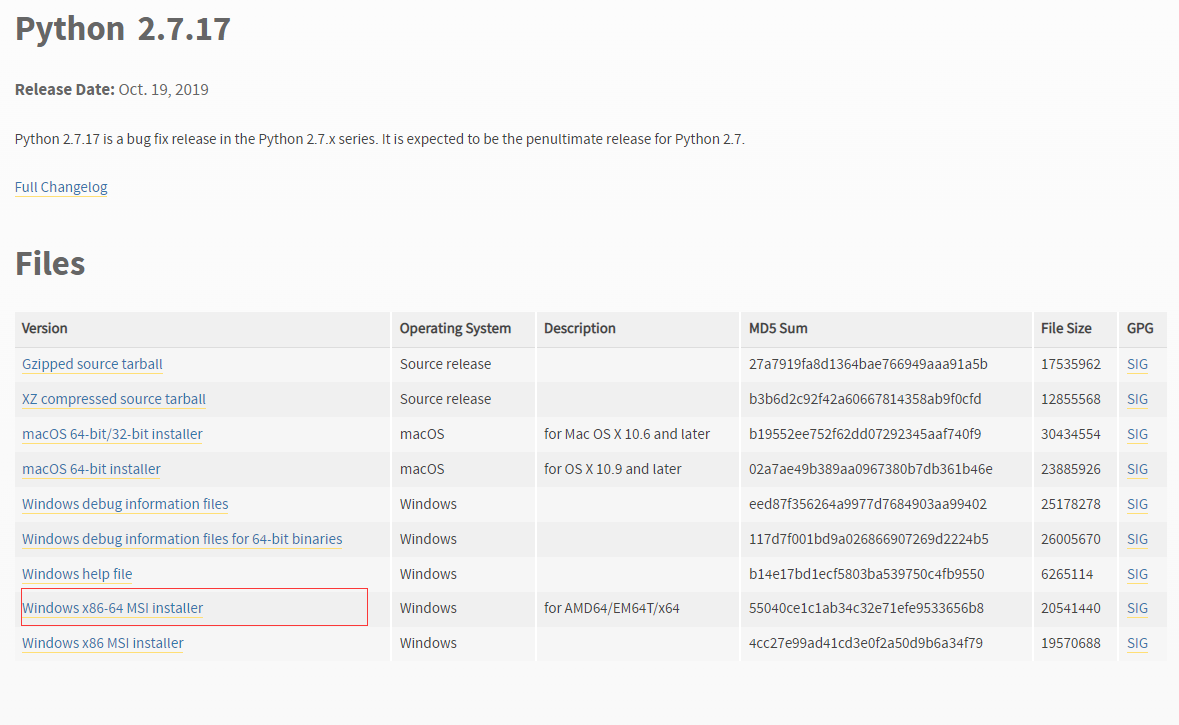 Python 2.7.17
Release Date: Oct. 19, 2019
Python 2.7.17 is a bug fix release in the Python 2.7.x series. It is expected to be the penultimate release for Python 2.7.
Full Changelog
Files
Version Operating System Description MD5 Sum File Size GPG
Gzipped source tarball Source release 27a7919fa8d1364bae766949aaa91a5b 17535962 SIG
XZ compressed source tarball Source release b3b6d2c92f42a60667814358ab9f0cfd 12855568 SIG
macOS 64-bit/32-bit installer macOS for Mac OS X 10.6 and later b19552ee752f62dd07292345aaf740f9 30434554 SIG
macOS 64-bit installer macOS for OS X 10.9 and later 02a7ae49b389aa0967380b7db361b46e 23885926 SIG
Windows debug information files Windows eed87f356264a9977d7684903aa99402 25178278 SIG
Windows debug information files for 64-bit binaries Windows 117d7f001bd9a026866907269d2224b5 26005670 SIG
Windows help file Windows b14e17bd1ecf5803ba539750c4fb9550 6265114 SIG
Windows x86-64 MSI installer Windows for AMD64/EM64T/x64 55040ce1c1ab34c32e71efe9533656b8 20541440 SIG
Windows x86 MSI installer Windows 4cc27e99ad41cd3e0f2a50d9b6a34f79 19570688 SIG